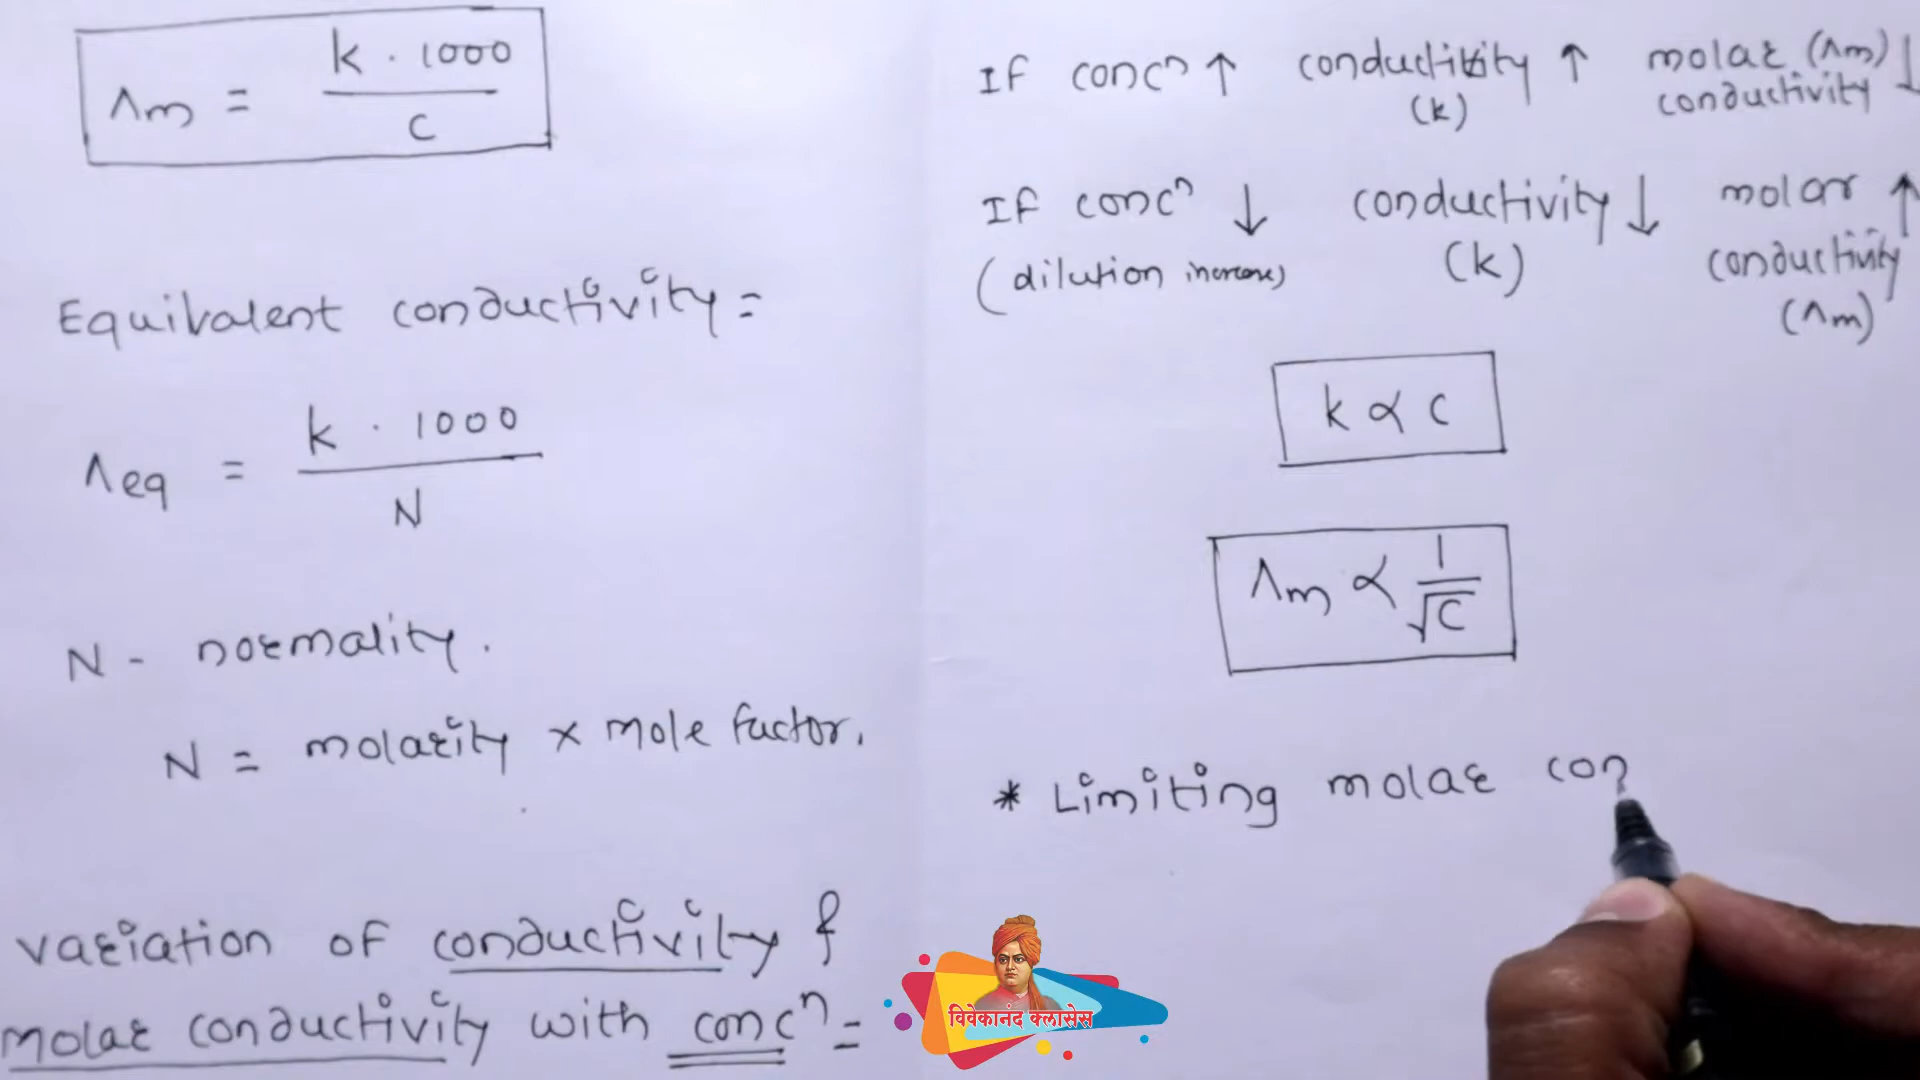 Λm = k · 1000 / C
Equivalent conductivity =
Λeq = k · 1000 / N
N - normality.
N = molarity × mole factor.
variation of conductivity &
molar conductivity with concⁿ =
If concⁿ ↑ conductivity ↑ molar (Λm) ↓
(k) conductivity
If concⁿ ↓ conductivity ↓ molar ↑
(dilution increase) (k) conductivity
(Λm)
k ∝ C
Λm ∝ 1/√C
* Limiting molar con
विवेकानंद क्लासेस